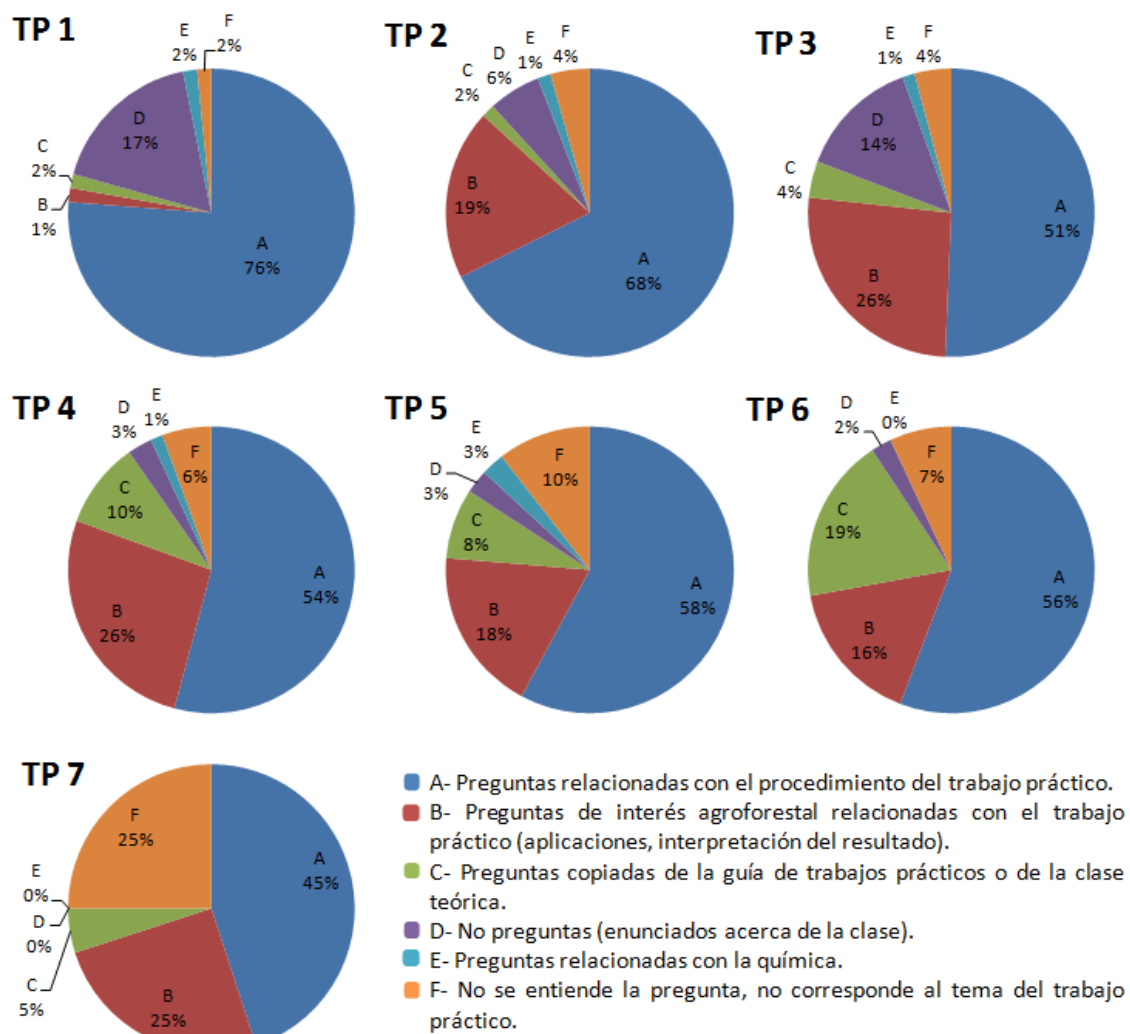 TP 1
E
2%
F
2%
D
17%
C
2%
B
1%
A
76%
TP 2
C
2%
D
6%
E
1%
F
4%
B
19%
A
68%
TP 3
E
1%
F
4%
D
14%
C
4%
B
26%
A
51%
TP 4
D
3%
E
1%
F
6%
C
10%
B
26%
A
54%
TP 5
E
3%
D
3%
F
10%
C
8%
B
18%
A
58%
TP 6
D
2%
E
0%
F
7%
C
19%
B
16%
A
56%
TP 7
F
25%
A
45%
E
0%
D
0%
C
5%
B
25%
A- Preguntas relacionadas con el procedimiento del trabajo práctico.
B- Preguntas de interés agroforestal relacionadas con el trabajo
práctico (aplicaciones, interpretación del resultado).
C- Preguntas copiadas de la guía de trabajos prácticos o de la clase
teórica.
D- No preguntas (enunciados acerca de la clase).
E- Preguntas relacionadas con la química.
F- No se entiende la pregunta, no corresponde al tema del trabajo
práctico.